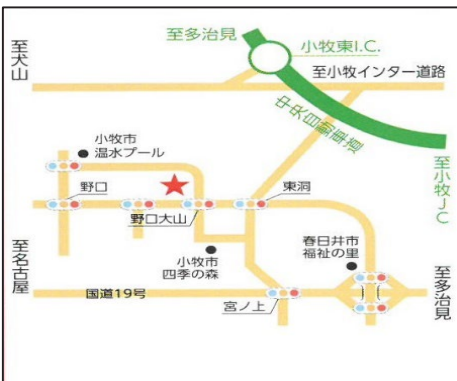 至多治見
小牧東I.C.
至犬山
至小牧インター道路
中央自動車道
小牧市
温水プール
至小牧JC
野口
東洞
野口大山
春日井市
福祉の里
小牧市
四季の森
至名古屋
至多治見
国道19号
宮ノ上